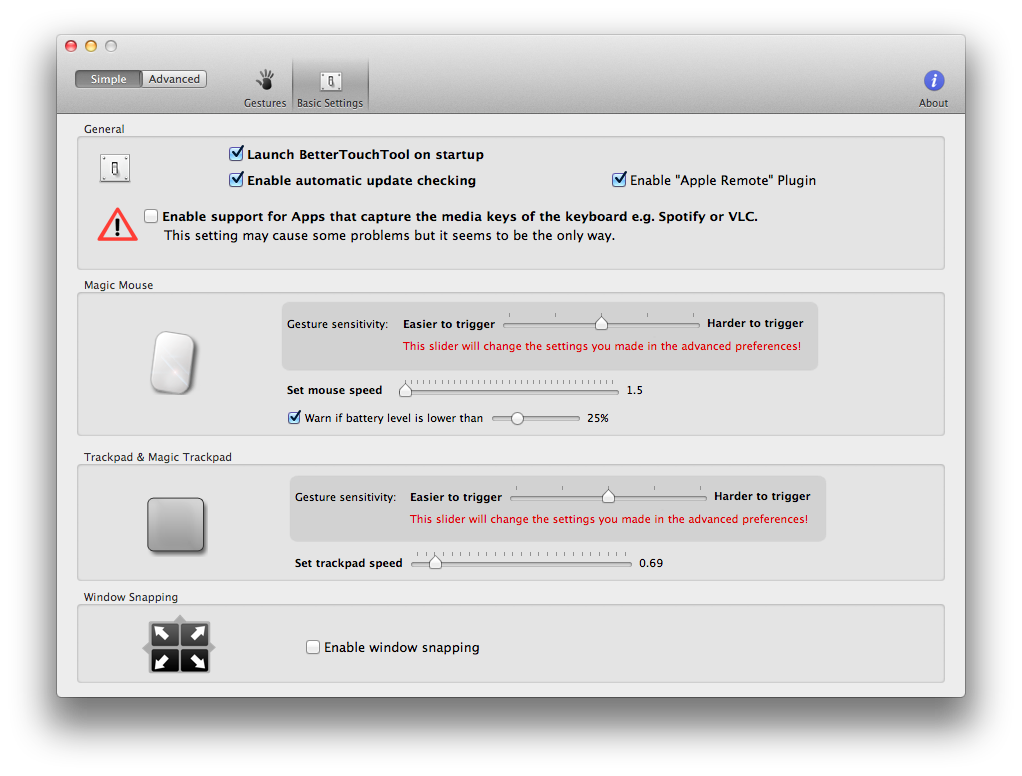 Simple Advanced
Gestures Basic Settings About
General
Launch BetterTouchTool on startup
Enable automatic update checking Enable "Apple Remote" Plugin
Enable support for Apps that capture the media keys of the keyboard e.g. Spotify or VLC.
This setting may cause some problems but it seems to be the only way.
Magic Mouse
Gesture sensitivity: Easier to trigger Harder to trigger
This slider will change the settings you made in the advanced preferences!
Set mouse speed 1.5
Warn if battery level is lower than 25%
Trackpad & Magic Trackpad
Gesture sensitivity: Easier to trigger Harder to trigger
This slider will change the settings you made in the advanced preferences!
Set trackpad speed 0.69
Window Snapping
Enable window snapping